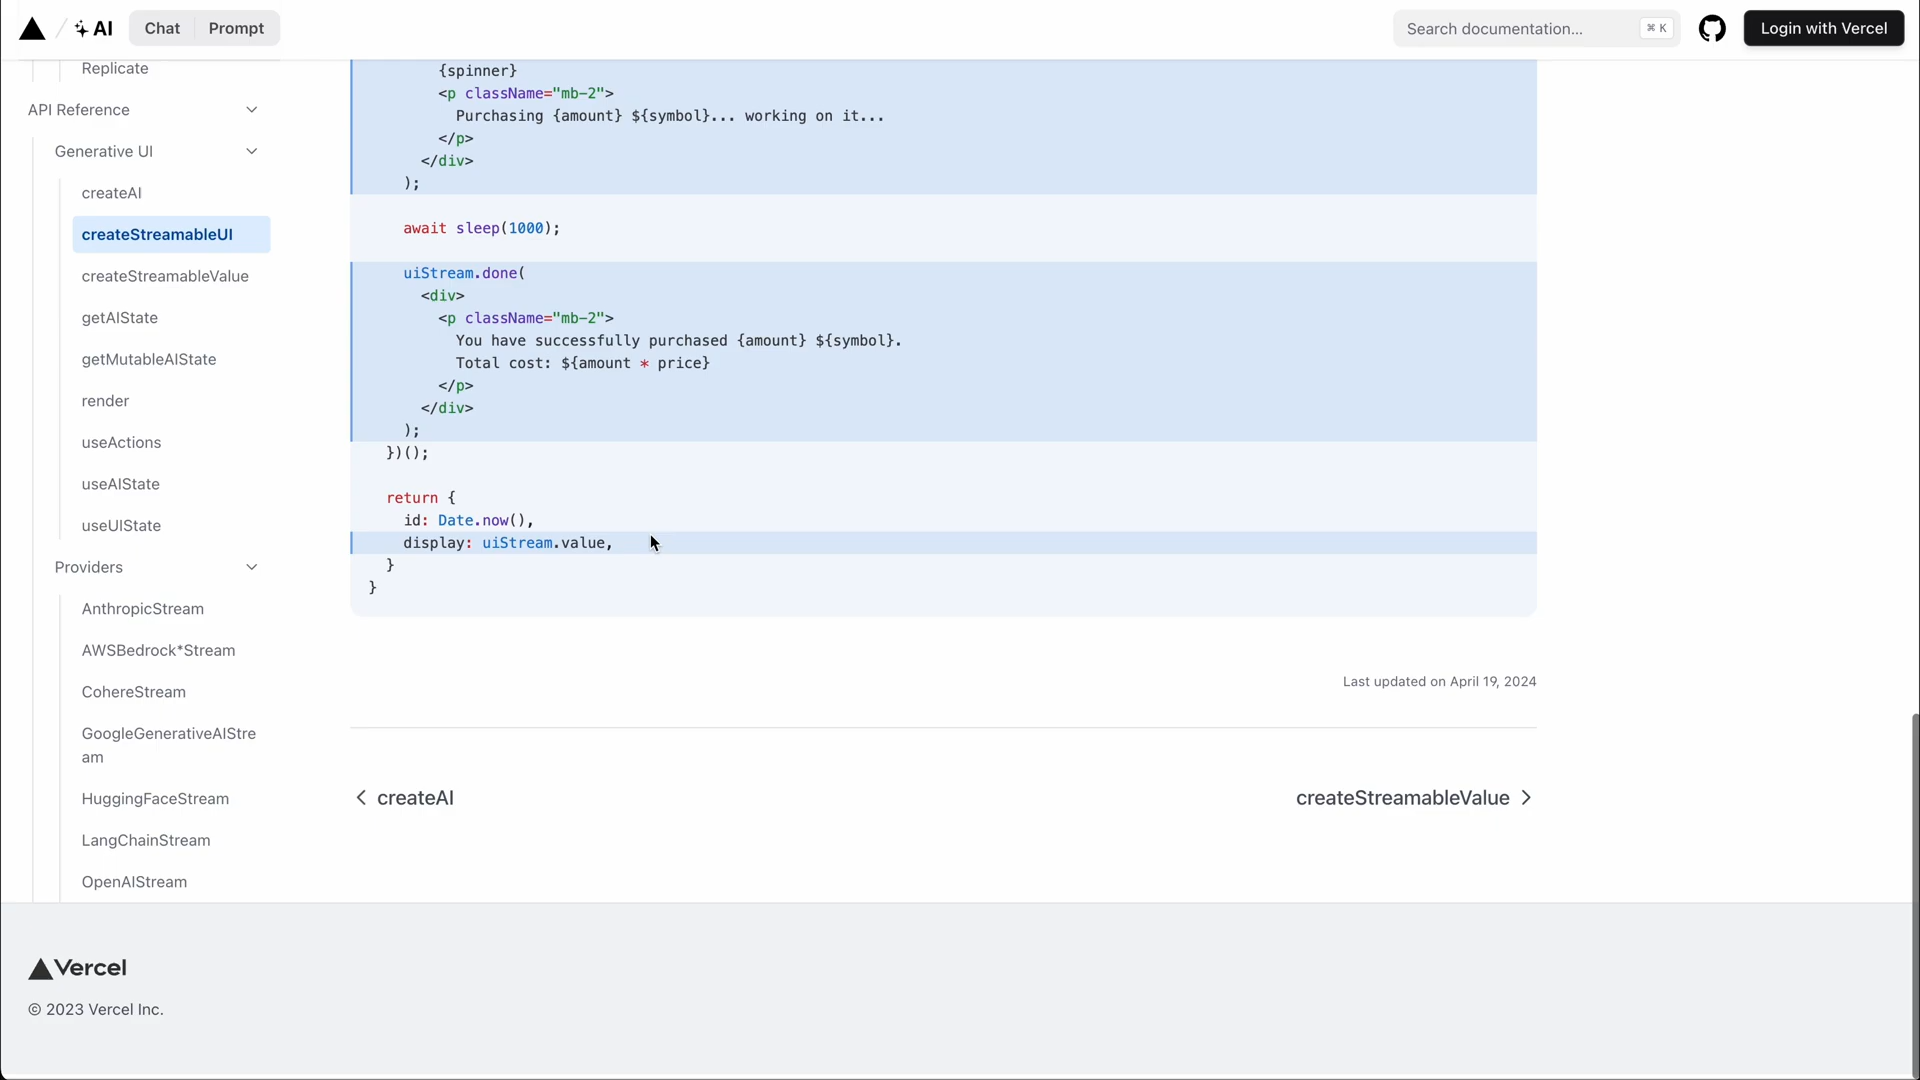 AI
Chat
Prompt
Search documentation...
⌘ K
Login with Vercel
Replicate
API Reference
Generative UI
createAI
createStreamableUI
createStreamableValue
getAIState
getMutableAIState
render
useActions
useAIState
useUIState
Providers
AnthropicStream
AWSBedrock*Stream
CohereStream
GoogleGenerativeAIStre
am
HuggingFaceStream
LangChainStream
OpenAIStream
{spinner}
<p className="mb-2">
Purchasing {amount} ${symbol}... working on it...
</p>
</div>
);
await sleep(1000);
uiStream.done(
<div>
<p className="mb-2">
You have successfully purchased {amount} ${symbol}.
Total cost: ${amount * price}
</p>
</div>
);
})();
return {
id: Date.now(),
display: uiStream.value,
}
}
Last updated on April 19, 2024
createAI
createStreamableValue
Vercel
© 2023 Vercel Inc.